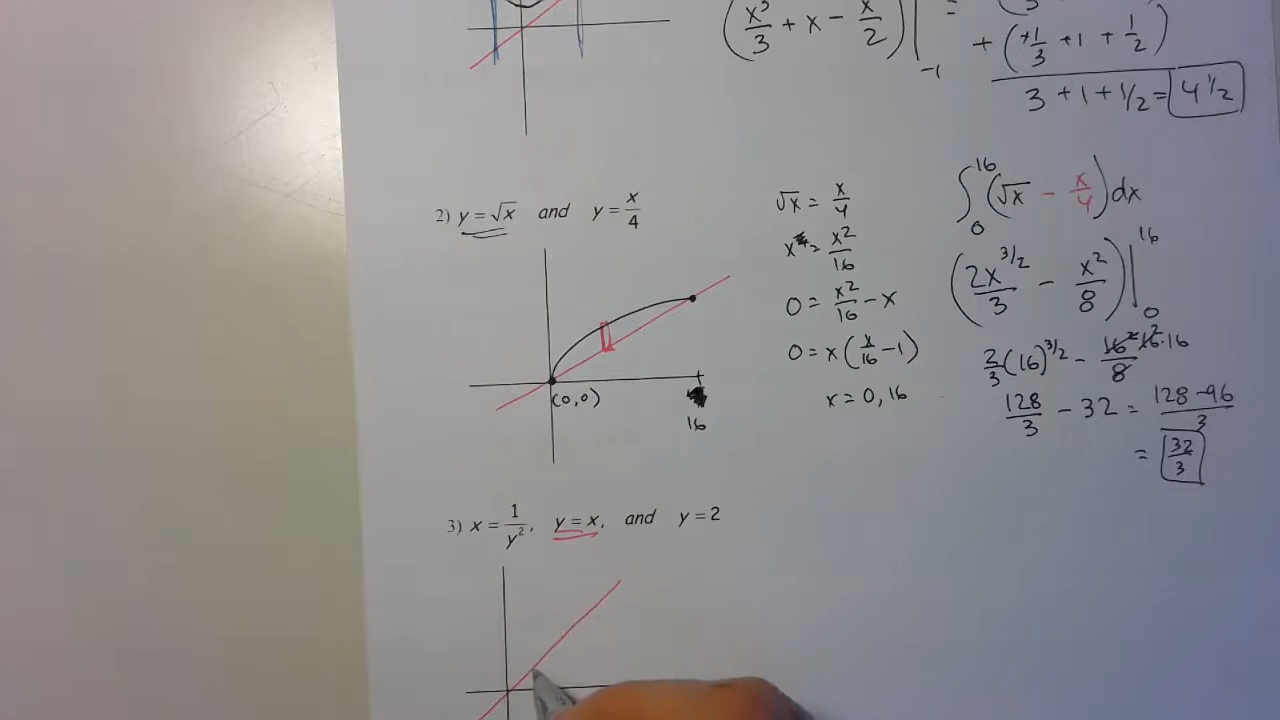 (x³/3 + x − x/2)|₋₁ =
+ (+1/3 + 1 + 1/2)
3 + 1 + 1/2 = 4 1/2
2) y = √x and y = x/4
(0,0)
16
√x = x/4
x = x²/16
0 = x²/16 − x
0 = x(x/16 − 1)
x = 0, 16
∫₀¹⁶ (√x − x/4) dx
(2x^(3/2)/3 − x²/8)|₀¹⁶
2/3 (16)^(3/2) − 16²/8 2 16·16
128/3 − 32 = 128 − 96/3
= 32/3
3) x = 1/y², y = x, and y = 2